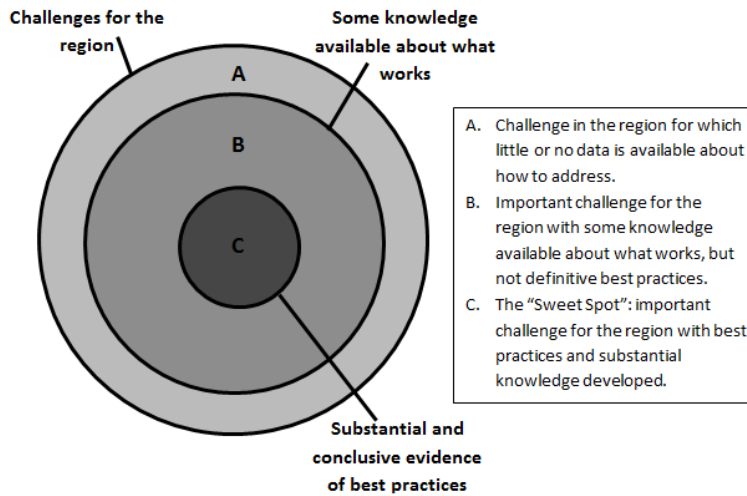 Challenges for the
region
Some knowledge
available about what
works
A
B
C
A. Challenge in the region for which
little or no data is available about
how to address.
B. Important challenge for the
region with some knowledge
available about what works, but
not definitive best practices.
C. The “Sweet Spot”: important
challenge for the region with best
practices and substantial
knowledge developed.
Substantial and
conclusive evidence
of best practices